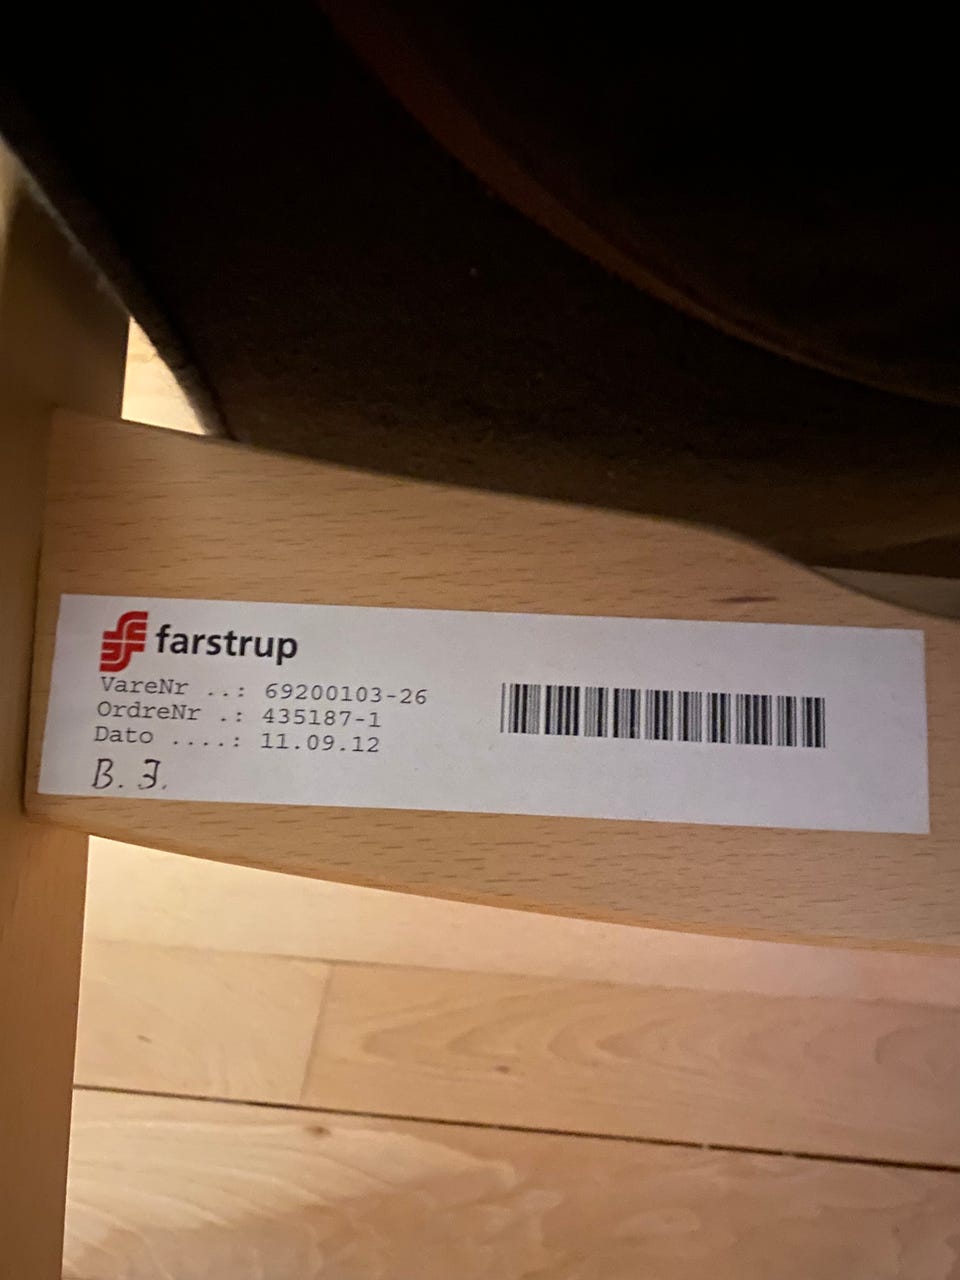 farstrup
VareNr ..: 69200103-26
OrdreNr .: 435187-1
Dato ....: 11.09.12
B. J.